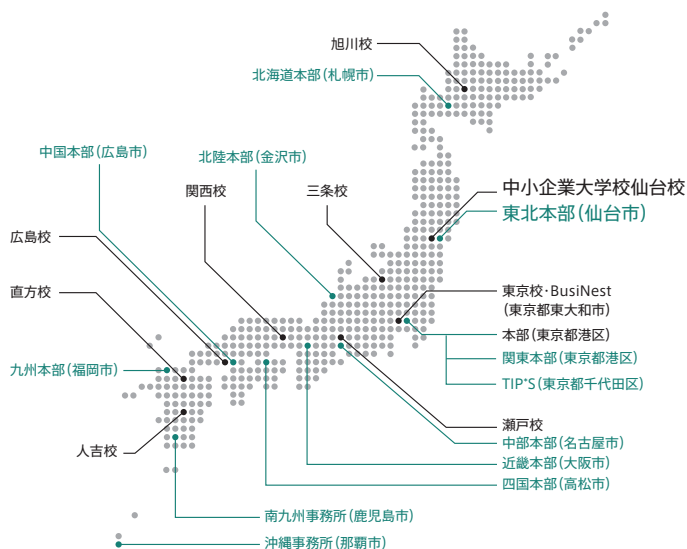 旭川校
北海道本部(札幌市)
中国本部(広島市)
北陸本部(金沢市)
関西校
三条校
中小企業大学校仙台校
東北本部(仙台市)
広島校
直方校
東京校・BusiNest
(東京都東大和市)
本部(東京都港区)
関東本部(東京都港区)
TIP*S(東京都千代田区)
九州本部(福岡市)
瀬戸校
中部本部(名古屋市)
人吉校
近畿本部(大阪市)
四国本部(高松市)
南九州事務所(鹿児島市)
沖縄事務所(那覇市)